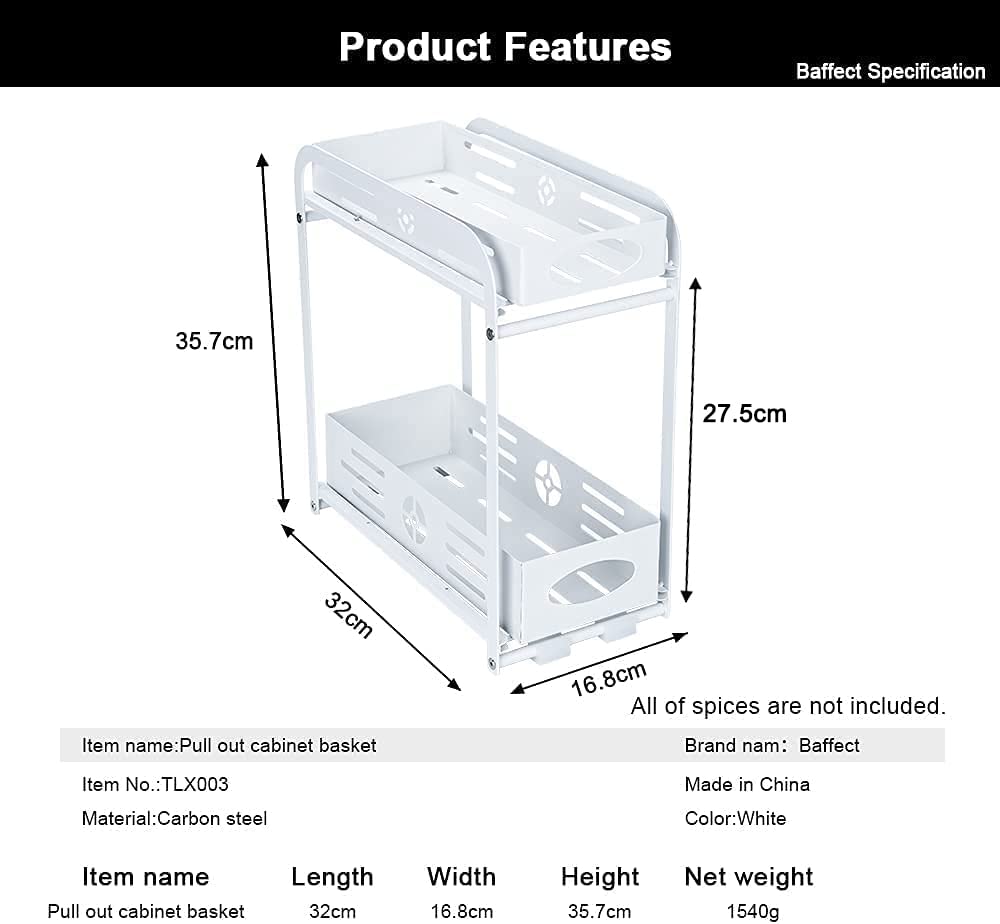 Product Features
Baffect Specification
35.7cm
27.5cm
32cm
16.8cm
All of spices are not included.
Item name:Pull out cabinet basket Brand nam: Baffect
Item No.:TLX003 Made in China
Material:Carbon steel Color:White
Item name Length Width Height Net weight
Pull out cabinet basket 32cm 16.8cm 35.7cm 1540g